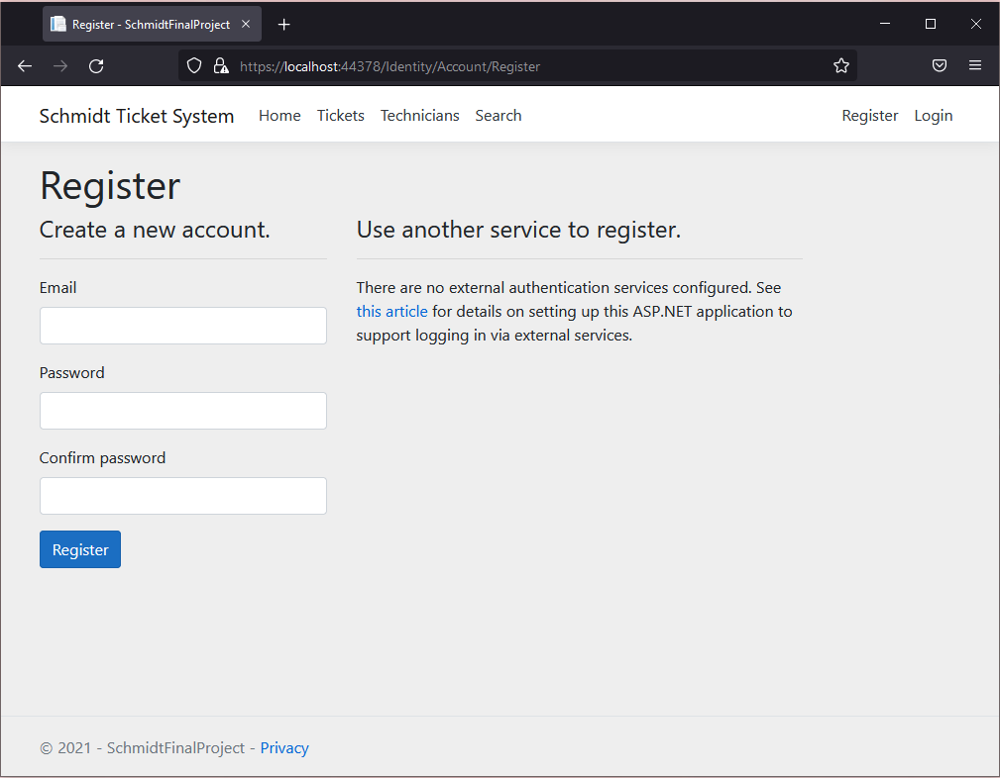 Register - SchmidtFinalProject
https://localhost:44378/Identity/Account/Register
Schmidt Ticket System Home Tickets Technicians Search Register Login
Register
Create a new account.
Email
Password
Confirm password
Register
Use another service to register.
There are no external authentication services configured. See
this article for details on setting up this ASP.NET application to
support logging in via external services.
© 2021 - SchmidtFinalProject - Privacy